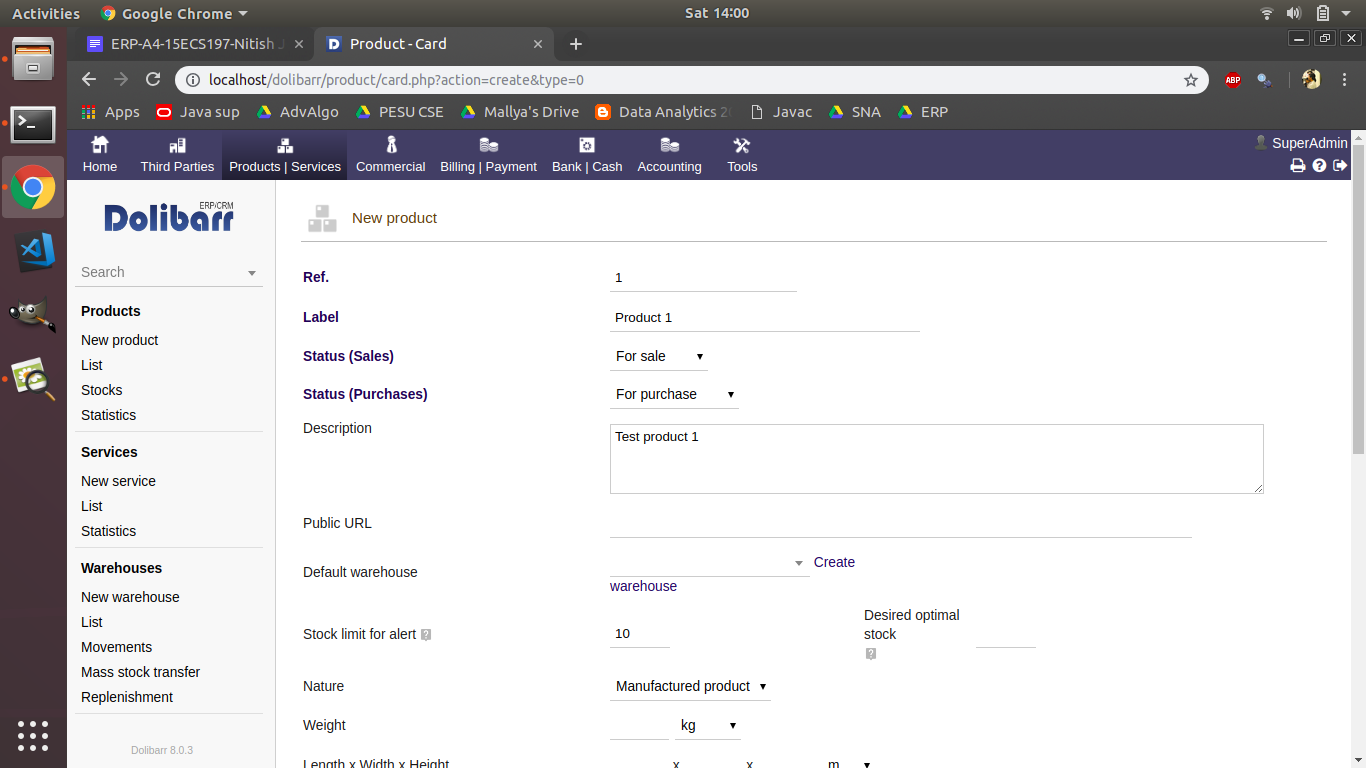 Activities Google Chrome Sat 14:00
ERP-A4-15ECS197-Nitish Product - Card
localhost/dolibarr/product/card.php?action=create&type=0 ABP
Apps Java sup AdvAlgo PESU CSE Mallya's Drive Data Analytics Javac SNA ERP
Home Third Parties Products | Services Commercial Billing | Payment Bank | Cash Accounting Tools SuperAdmin
Dolibarr ERP/CRM
Search
Products
New product
List
Stocks
Statistics
Services
New service
List
Statistics
Warehouses
New warehouse
List
Movements
Mass stock transfer
Replenishment
Dolibarr 8.0.3
New product
Ref. 1
Label Product 1
Status (Sales) For sale
Status (Purchases) For purchase
Description Test product 1
Public URL
Default warehouse Create
warehouse
Stock limit for alert ? 10 Desired optimal
stock
?
Nature Manufactured product
Weight kg
Length x Width x Height x x m